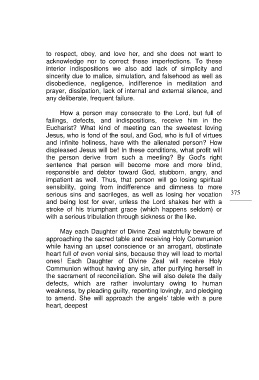 to respect, obey, and love her, and she does not want to
acknowledge nor to correct these imperfections. To these
interior indispositions we also add lack of simplicity and
sincerity due to malice, simulation, and falsehood as well as
disobedience, negligence, indifference in meditation and
prayer, dissipation, lack of internal and external silence, and
any deliberate, frequent failure.
How a person may consecrate to the Lord, but full of
failings, defects, and indispositions, receive him in the
Eucharist? What kind of meeting can the sweetest loving
Jesus, who is fond of the soul, and God, who is full of virtues
and infinite holiness, have with the alienated person? How
displeased Jesus will be! In these conditions, what profit will
the person derive from such a meeting? By God's right
sentence that person will become more and more blind,
responsible and debtor toward God, stubborn, angry, and
impatient as well. Thus, that person will go losing spiritual
sensibility, going from indifference and dimness to more
serious sins and sacrileges, as well as losing her vocation
and being lost for ever, unless the Lord shakes her with a
stroke of his triumphant grace (which happens seldom) or
with a serious tribulation through sickness or the like.
375
May each Daughter of Divine Zeal watchfully beware of
approaching the sacred table and receiving Holy Communion
while having an upset conscience or an arrogant, obstinate
heart full of even venial sins, because they will lead to mortal
ones! Each Daughter of Divine Zeal will receive Holy
Communion without having any sin, after purifying herself in
the sacrament of reconciliation. She will also delete the daily
defects, which are rather involuntary owing to human
weakness, by pleading guilty, repenting lovingly, and pledging
to amend. She will approach the angels' table with a pure
heart, deepest